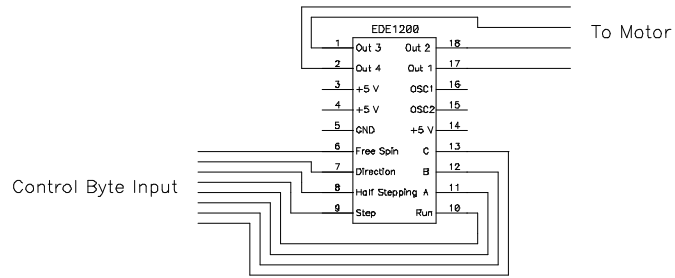 EDE1200
To Motor
1 Out 3 Out 2 18
2 Out 4 Out 1 17
3 +5 V OSC1 16
4 +5 V OSC2 15
5 GND +5 V 14
6 Free Spin C 13
7 Direction B 12
Control Byte Input
8 Half Stepping A 11
9 Step Run 10